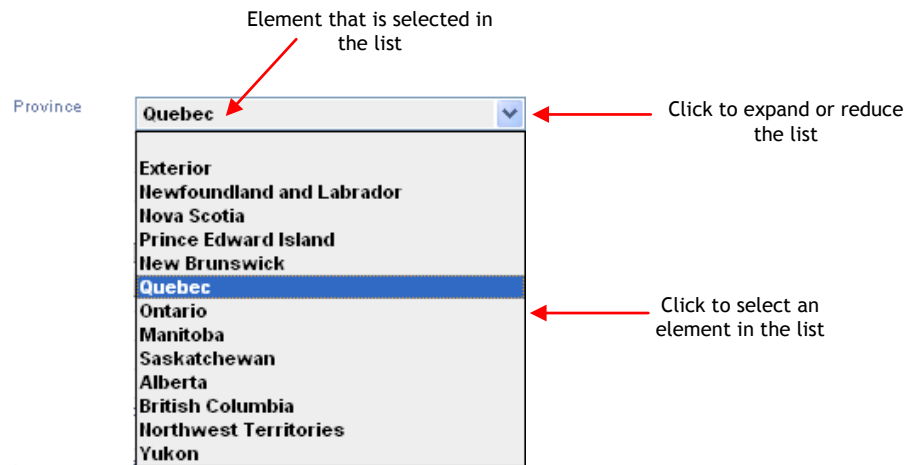 Element that is selected in
the list
Province
Quebec
Click to expand or reduce
the list
Exterior
Newfoundland and Labrador
Nova Scotia
Prince Edward Island
New Brunswick
Quebec
Ontario
Click to select an
element in the list
Manitoba
Saskatchewan
Alberta
British Columbia
Northwest Territories
Yukon